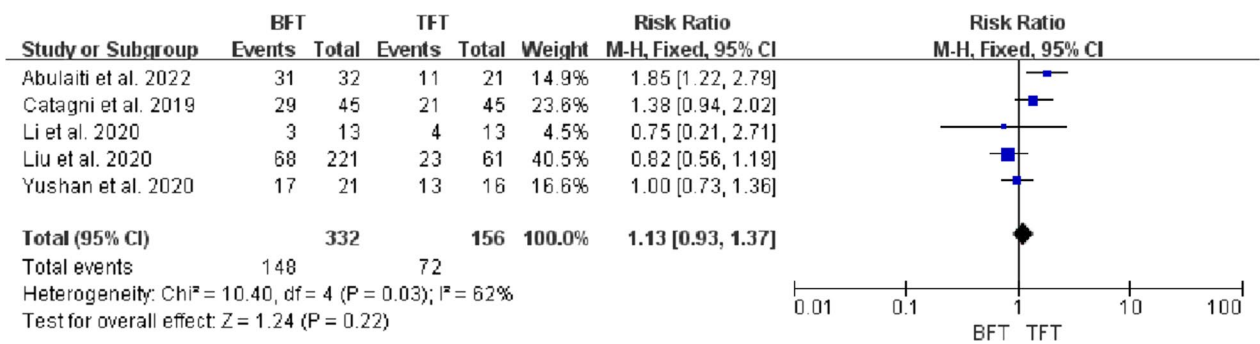 BFT TFT Risk Ratio Risk Ratio
Study or Subgroup Events Total Events Total Weight M-H, Fixed, 95% CI M-H, Fixed, 95% CI
Abulaiti et al. 2022 31 32 11 21 14.9% 1.85 [1.22, 2.79]
Catagni et al. 2019 29 45 21 45 23.6% 1.38 [0.94, 2.02]
Li et al. 2020 3 13 4 13 4.5% 0.75 [0.21, 2.71]
Liu et al. 2020 68 221 23 61 40.5% 0.82 [0.56, 1.19]
Yushan et al. 2020 17 21 13 16 16.6% 1.00 [0.73, 1.36]
Total (95% CI) 332 156 100.0% 1.13 [0.93, 1.37]
Total events 148 72
Heterogeneity: Chi² = 10.40, df = 4 (P = 0.03); I² = 62%
Test for overall effect: Z = 1.24 (P = 0.22)
0.01 0.1 1 10 100
BFT TFT